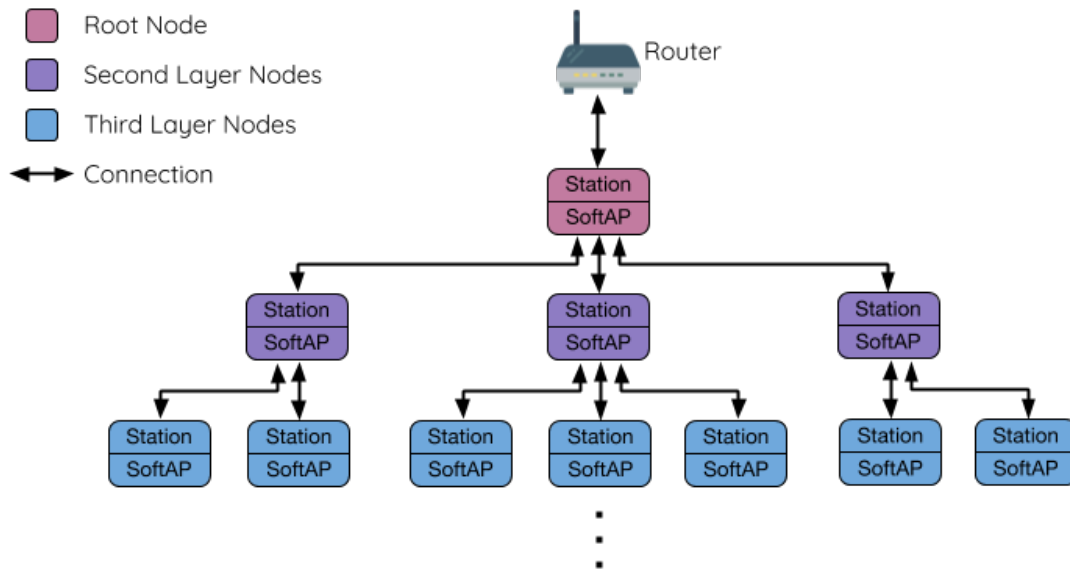 Root Node
Second Layer Nodes
Third Layer Nodes
Connection
Router
Station
SoftAP
Station
SoftAP
Station
SoftAP
Station
SoftAP
Station
SoftAP
Station
SoftAP
Station
SoftAP
Station
SoftAP
Station
SoftAP
Station
SoftAP
Station
SoftAP